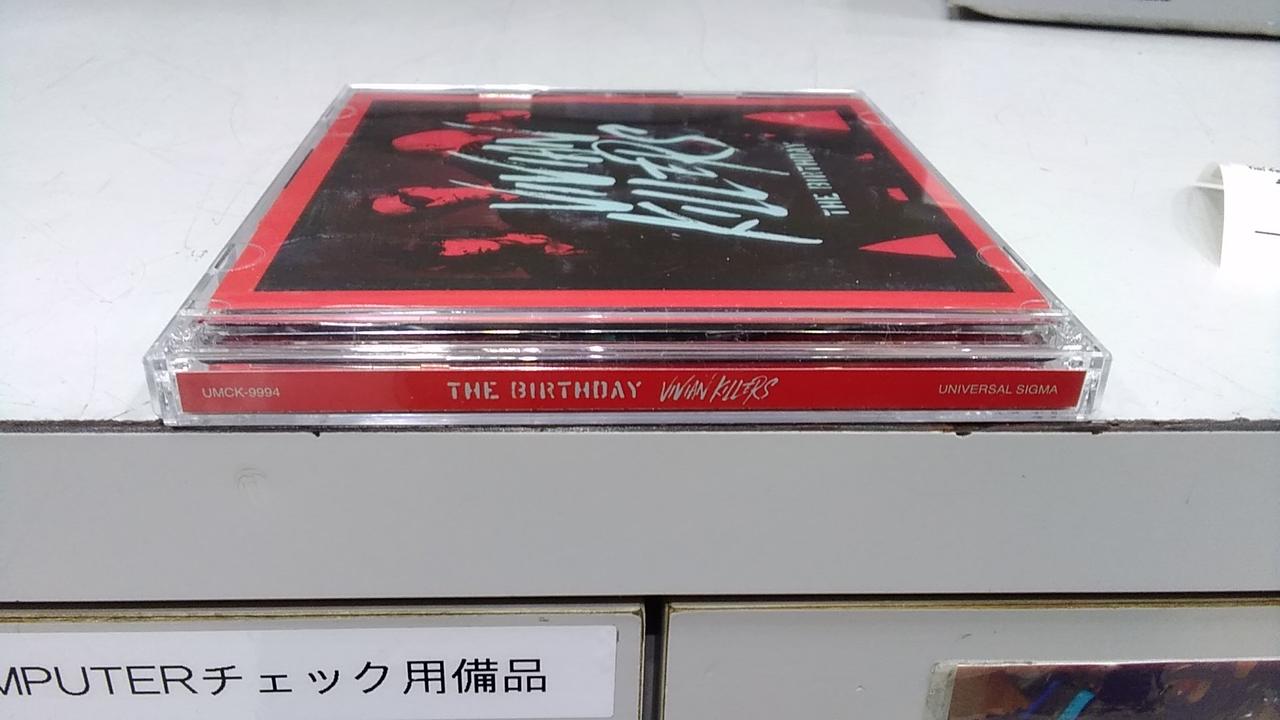 VIVIAN
KILLERS
THE BIRTHDAY
UMCK-9994 THE BIRTHDAY VIVIAN KILLERS UNIVERSAL SIGMA
MPUTERチェック用備品